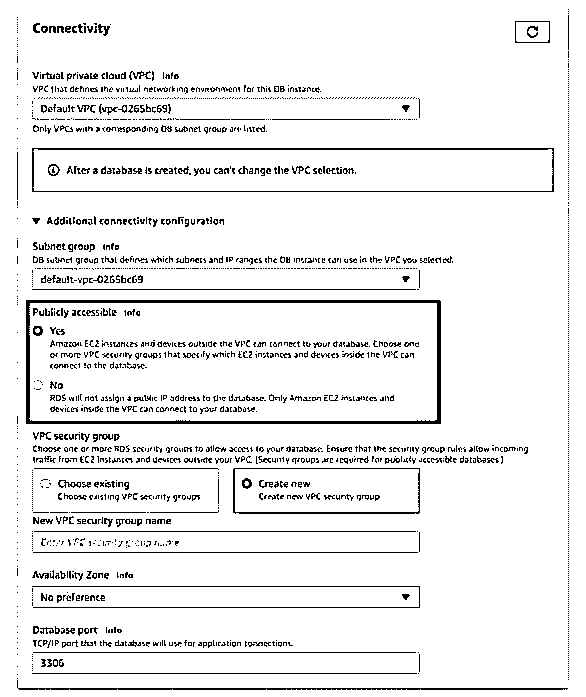 Connectivity
Virtual private cloud (VPC) Info
VPC that defines the virtual networking environment for this DB instance.
Default VPC (vpc-0265bc69)
Only VPCs with a corresponding DB subnet group are listed.
After a database is created, you can't change the VPC selection.
Additional connectivity configuration
Subnet group Info
DB subnet group that defines which subnets and IP ranges the DB instance can use in the VPC you selected.
default-vpc-0265bc69
Publicly accessible Info
Yes
Amazon EC2 instances and devices outside the VPC can connect to your database. Choose one
or more VPC security groups that specify which EC2 instances and devices inside the VPC can
connect to the database.
No
RDS will not assign a public IP address to the database. Only Amazon EC2 instances and
devices inside the VPC can connect to your database.
VPC security group
Choose one or more RDS security groups to allow access to your database. Ensure that the security group rules allow incoming
traffic from EC2 instances and devices outside your VPC. (Security groups are required for publicly accessible databases.)
Choose existing
Choose existing VPC security groups
Create new
Create new VPC security group
New VPC security group name
Enter VPC security group name
Availability Zone Info
No preference
Database port Info
TCP/IP port that the database will use for application connections.
3306